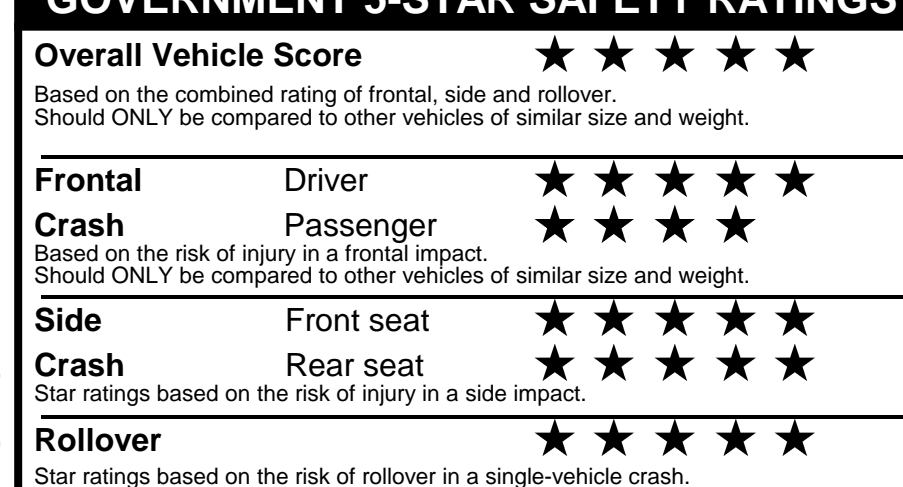 GOVERNMENT 5-STAR SAFETY RATINGS
Overall Vehicle Score ★ ★ ★ ★ ★
Based on the combined rating of frontal, side and rollover.
Should ONLY be compared to other vehicles of similar size and weight.
Frontal Driver ★ ★ ★ ★ ★
Crash Passenger ★ ★ ★ ★
Based on the risk of injury in a frontal impact.
Should ONLY be compared to other vehicles of similar size and weight.
Side Front seat ★ ★ ★ ★ ★
Crash Rear seat ★ ★ ★ ★ ★
Star ratings based on the risk of injury in a side impact.
Rollover ★ ★ ★ ★ ★
Star ratings based on the risk of rollover in a single-vehicle crash.